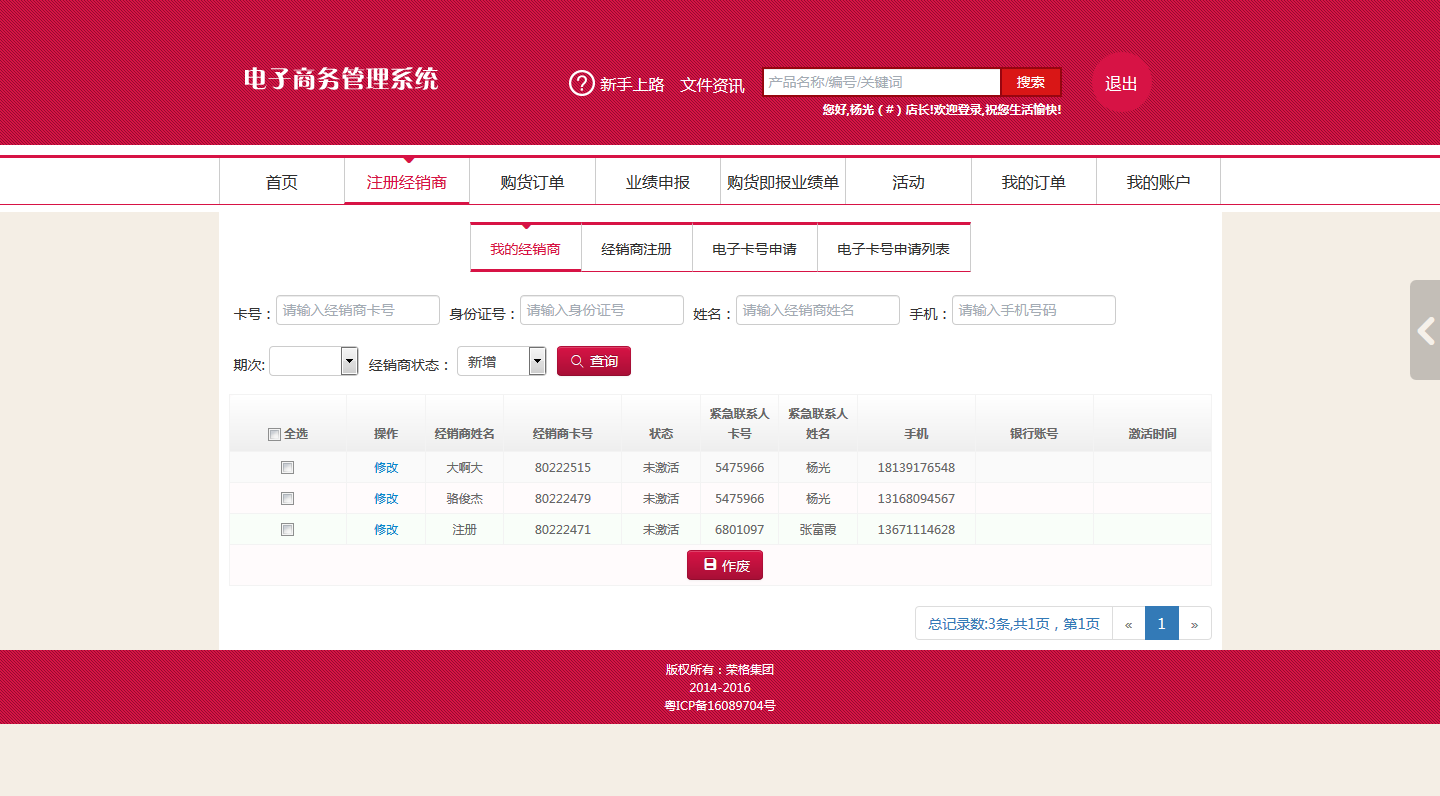 电子商务管理系统
? 新手上路 文件资讯 产品名称/编号/关键词 搜索 退出
您好,杨光（#）店长!欢迎登录,祝您生活愉快!
首页 注册经销商 购货订单 业绩申报 购货即报业绩单 活动 我的订单 我的账户
我的经销商 经销商注册 电子卡号申请 电子卡号申请列表
卡号：请输入经销商卡号 身份证号：请输入身份证号 姓名：请输入经销商姓名 手机：请输入手机号码
期次: 经销商状态： 新增 查询
全选 操作 经销商姓名 经销商卡号 状态 紧急联系人卡号 紧急联系人姓名 手机 银行账号 激活时间
修改 大啊大 80222515 未激活 5475966 杨光 18139176548
修改 骆俊杰 80222479 未激活 5475966 杨光 13168094567
修改 注册 80222471 未激活 6801097 张富霞 13671114628
作废
总记录数:3条,共1页，第1页 « 1 »
版权所有：荣格集团
2014-2016
粤ICP备16089704号